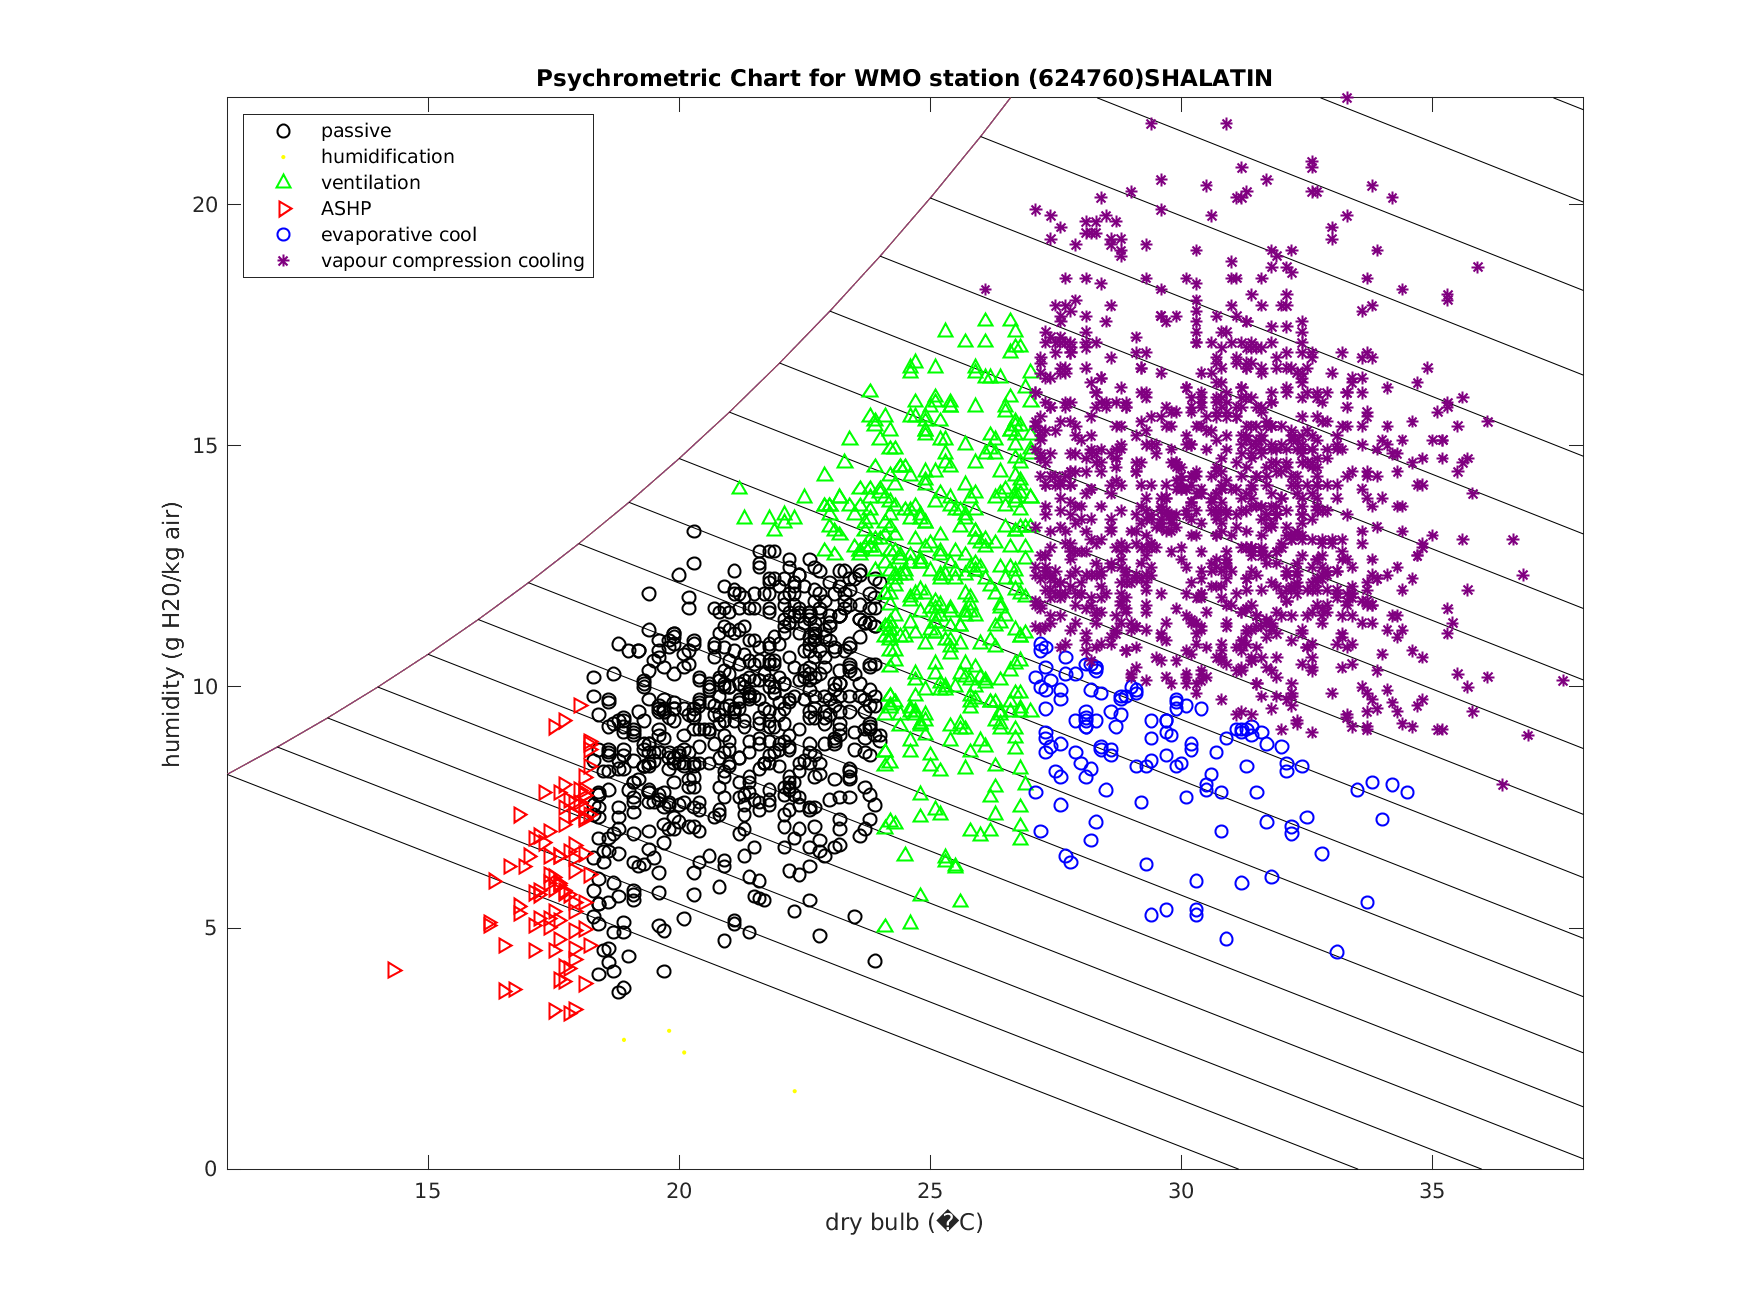 Psychrometric Chart for WMO station (624760)SHALATIN
passive
humidification
ventilation
ASHP
evaporative cool
vapour compression cooling
humidity (g H20/kg air)
20
15
10
5
0
15
20
25
30
35
dry bulb (�C)